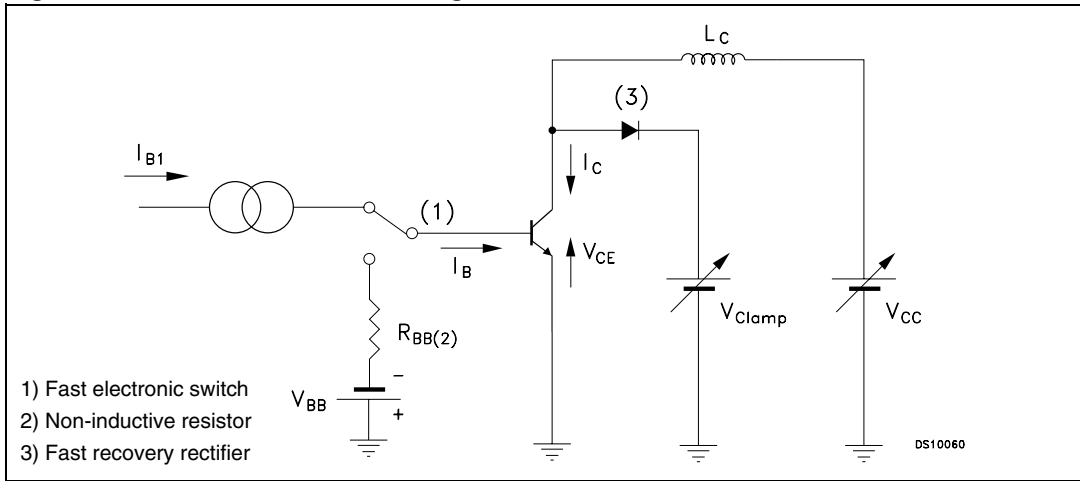 L C
(3)
I B1
I C
(1)
I B
V CE
V Clamp
V CC
R BB(2)
V BB
-
+
1) Fast electronic switch
2) Non-inductive resistor
3) Fast recovery rectifier
DS10060